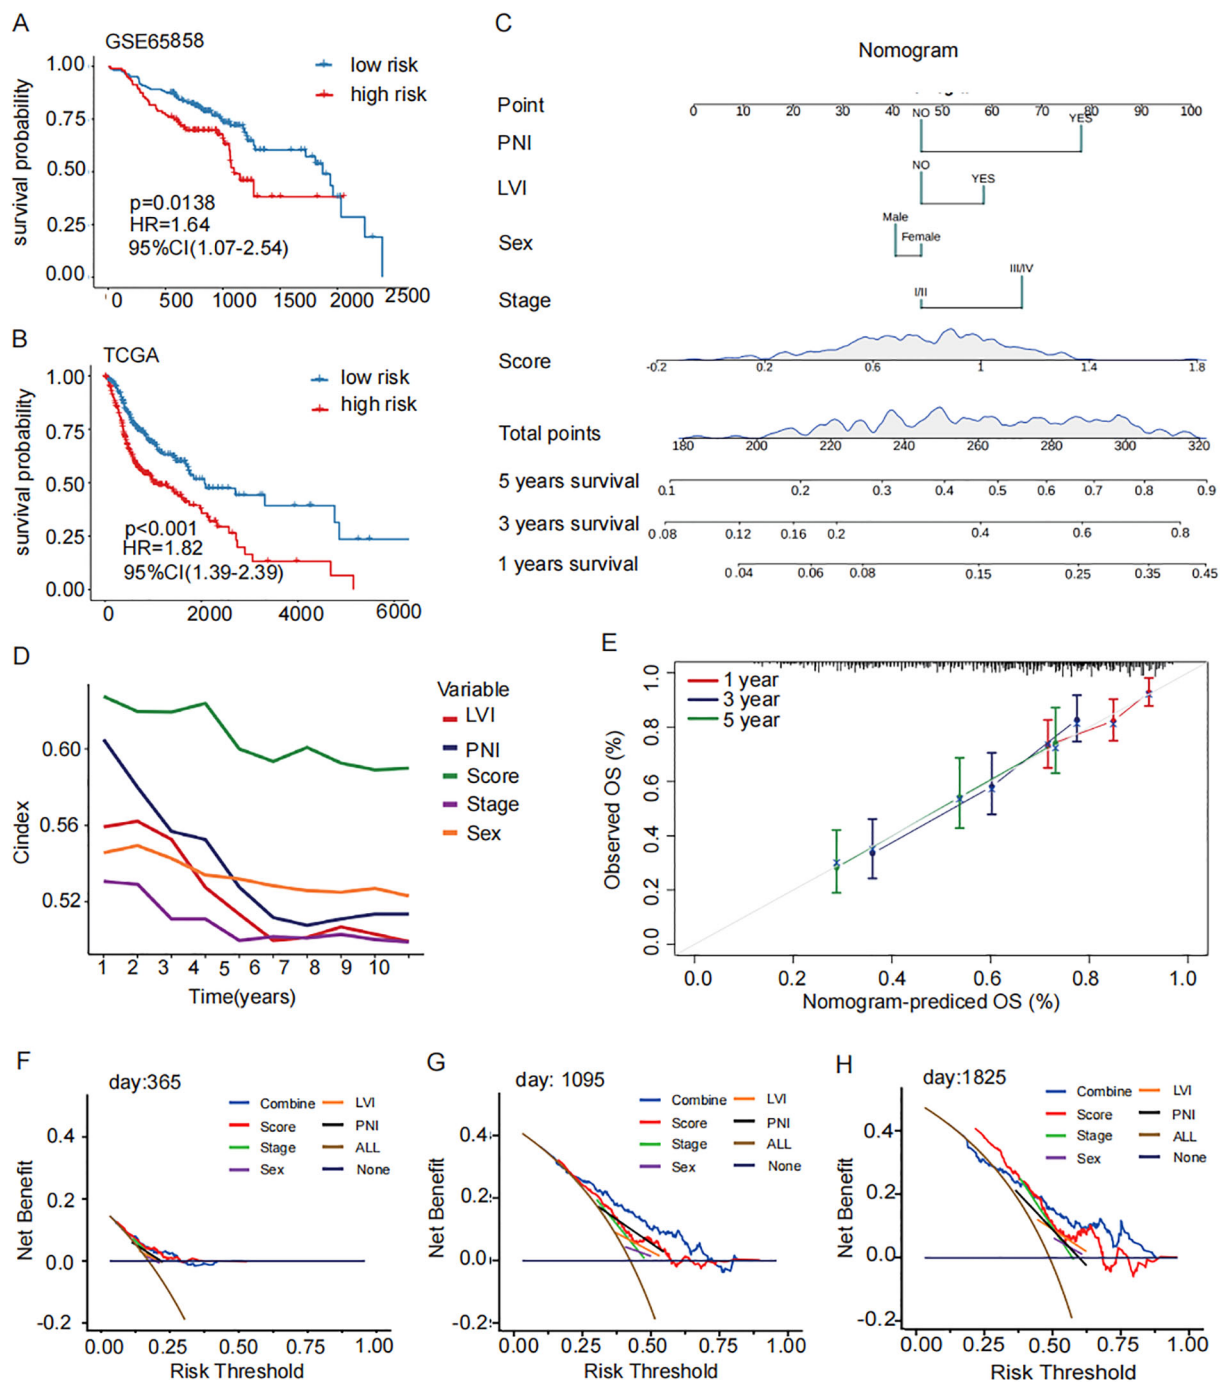 A
GSE65858
1.00
0.75
0.50
0.25
0.00
survival probability
low risk
high risk
p=0.0138
HR=1.64
95%CI(1.07-2.54)
0 500 1000 1500 2000 2500
B
TCGA
1.00
0.75
0.50
0.25
0.00
survival probability
low risk
high risk
p<0.001
HR=1.82
95%CI(1.39-2.39)
0 2000 4000 6000
C
Nomogram
Point
0 10 20 30 40 50 60 70 80 90 100
PNI
NO YES
LVI
NO YES
Sex
Male
Female
Stage
I/II III/IV
Score
-0.2 0.2 0.6 1 1.4 1.8
Total points
180 200 220 240 260 280 300 320
5 years survival
0.1 0.2 0.3 0.4 0.5 0.6 0.7 0.8 0.9
3 years survival
0.08 0.12 0.16 0.2 0.4 0.6 0.8
1 years survival
0.04 0.06 0.08 0.15 0.25 0.35 0.45
D
0.60
0.56
0.52
Cindex
1 2 3 4 5 6 7 8 9 10
Time(years)
Variable
LVI
PNI
Score
Stage
Sex
E
1 year
3 year
5 year
Observed OS (%)
1.0
0.8
0.6
0.4
0.2
0.0
0.0 0.2 0.4 0.6 0.8 1.0
Nomogram-prediced OS (%)
F
day:365
Combine LVI
Score PNI
Stage ALL
Sex None
Net Benefit
0.4
0.2
0.0
-0.2
0.00 0.25 0.50 0.75 1.00
Risk Threshold
G
day: 1095
Combine LVI
Score PNI
Stage ALL
Sex None
Net Benefit
0.4
0.2
0.0
-0.2
0.00 0.25 0.50 0.75 1.00
Risk Threshold
H
day:1825
Combine LVI
Score PNI
Stage ALL
Sex None
Net Benefit
0.4
0.2
0.0
-0.2
0.00 0.25 0.50 0.75 1.00
Risk Threshold